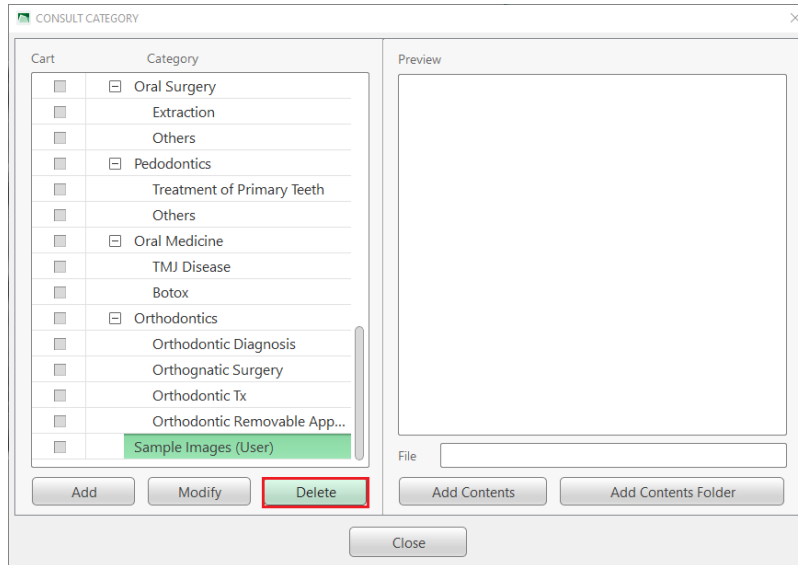 CONSULT CATEGORY
Cart Category
Oral Surgery
Extraction
Others
Pedodontics
Treatment of Primary Teeth
Others
Oral Medicine
TMJ Disease
Botox
Orthodontics
Orthodontic Diagnosis
Orthognatic Surgery
Orthodontic Tx
Orthodontic Removable App...
Sample Images (User)
Add Modify Delete
Preview
File
Add Contents Add Contents Folder
Close